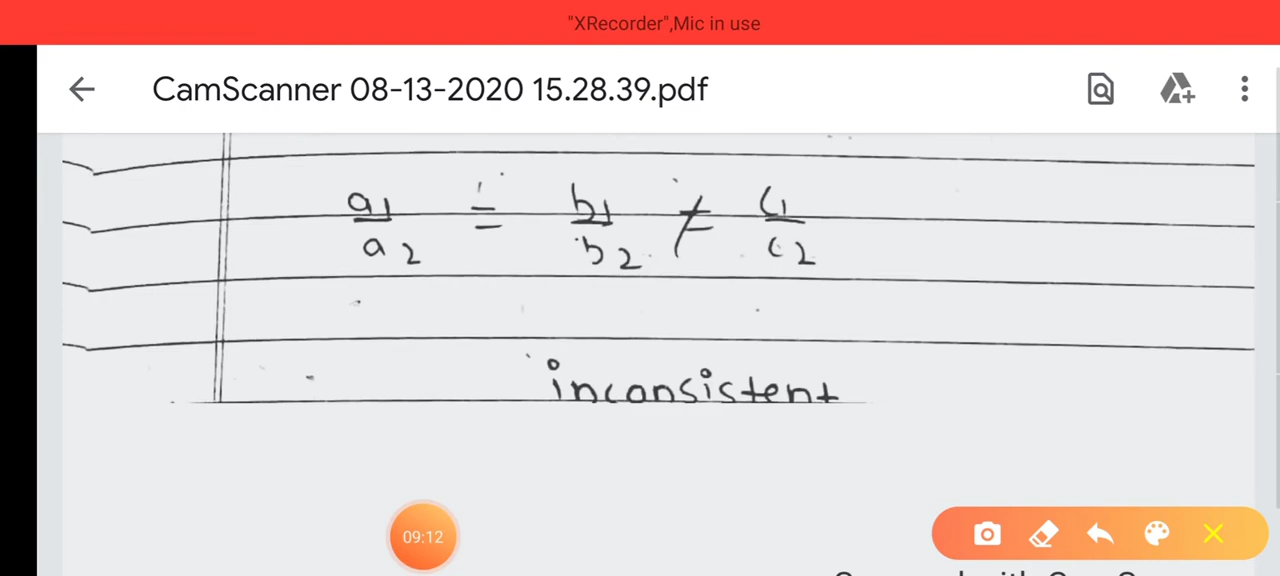 "XRecorder",Mic in use
CamScanner 08-13-2020 15.28.39.pdf
a1/a2 = b1/b2 ≠ c1/c2
inconsistent
09:12